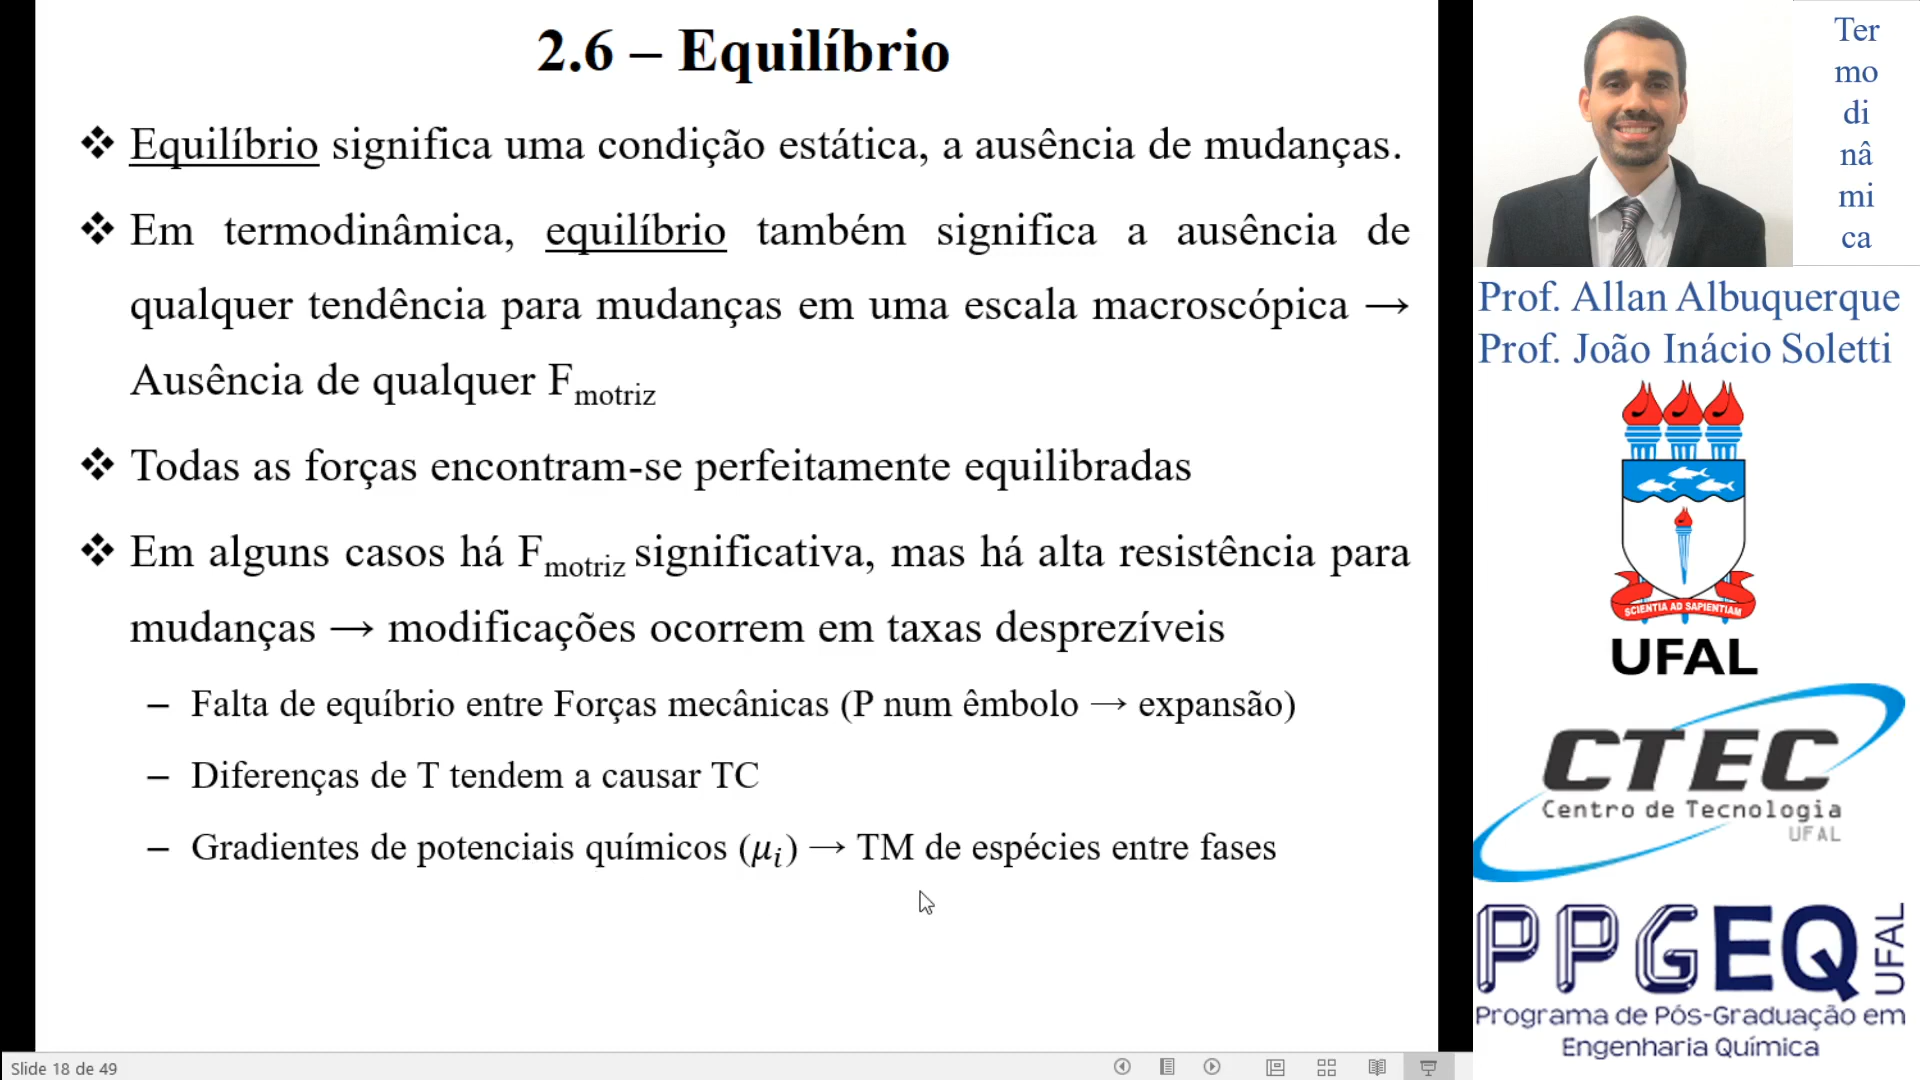 2.6 – Equilíbrio
❖ Equilíbrio significa uma condição estática, a ausência de mudanças.
❖ Em termodinâmica, equilíbrio também significa a ausência de
qualquer tendência para mudanças em uma escala macroscópica →
Ausência de qualquer Fmotriz
❖ Todas as forças encontram-se perfeitamente equilibradas
❖ Em alguns casos há Fmotriz significativa, mas há alta resistência para
mudanças → modificações ocorrem em taxas desprezíveis
– Falta de equíbrio entre Forças mecânicas (P num êmbolo → expansão)
– Diferenças de T tendem a causar TC
– Gradientes de potenciais químicos (μi) → TM de espécies entre fases
Slide 18 de 49
Ter
mo
di
nâ
mi
ca
Prof. Allan Albuquerque
Prof. João Inácio Soletti
SCIENTIA AD SAPIENTIAM
UFAL
CTEC
Centro de Tecnologia
UFAL
PPGEQ
UFAL
Programa de Pós-Graduação em
Engenharia Química